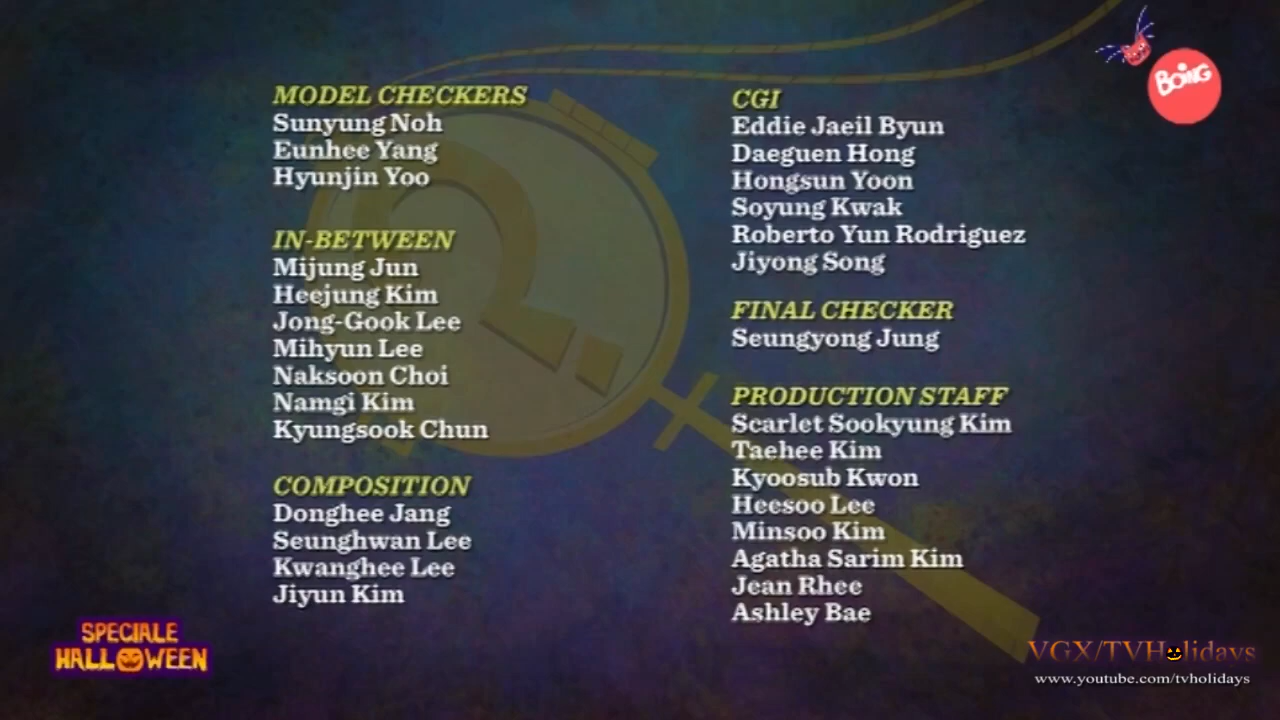 MODEL CHECKERS
Sunyung Noh
Eunhee Yang
Hyunjin Yoo
IN-BETWEEN
Mijung Jun
Heejung Kim
Jong-Gook Lee
Mihyun Lee
Naksoon Choi
Namgi Kim
Kyungsook Chun
COMPOSITION
Donghee Jang
Seunghwan Lee
Kwanghee Lee
Jiyun Kim
CGI
Eddie Jaeil Byun
Daeguen Hong
Hongsun Yoon
Soyung Kwak
Roberto Yun Rodriguez
Jiyong Song
FINAL CHECKER
Seungyong Jung
PRODUCTION STAFF
Scarlet Sookyung Kim
Taehee Kim
Kyoosub Kwon
Heesoo Lee
Minsoo Kim
Agatha Sarim Kim
Jean Rhee
Ashley Bae
BOiNG
SPECIALE
HALLOWEEN
VGX/TVHolidays
www.youtube.com/tvholidays
?